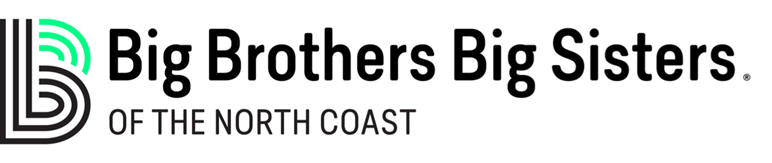 Big Brothers Big Sisters®
OF THE NORTH COAST